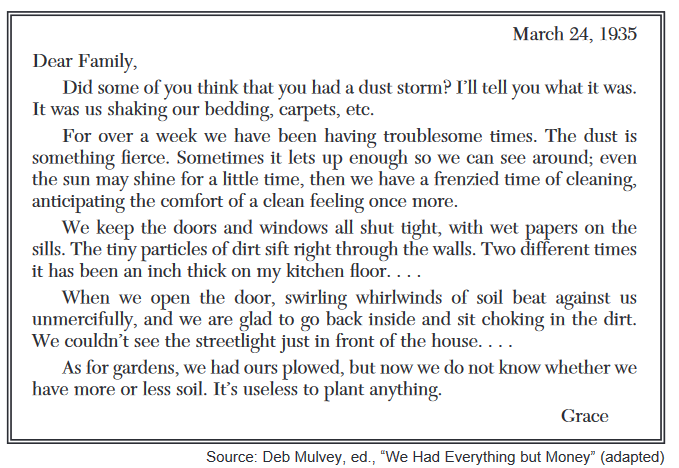 March 24, 1935
Dear Family,
Did some of you think that you had a dust storm? I’ll tell you what it was.
It was us shaking our bedding, carpets, etc.
For over a week we have been having troublesome times. The dust is
something fierce. Sometimes it lets up enough so we can see around; even
the sun may shine for a little time, then we have a frenzied time of cleaning,
anticipating the comfort of a clean feeling once more.
We keep the doors and windows all shut tight, with wet papers on the
sills. The tiny particles of dirt sift right through the walls. Two different times
it has been an inch thick on my kitchen floor. . . .
When we open the door, swirling whirlwinds of soil beat against us
unmercifully, and we are glad to go back inside and sit choking in the dirt.
We couldn’t see the streetlight just in front of the house. . . .
As for gardens, we had ours plowed, but now we do not know whether we
have more or less soil. It’s useless to plant anything.
Grace
Source: Deb Mulvey, ed., “We Had Everything but Money” (adapted)